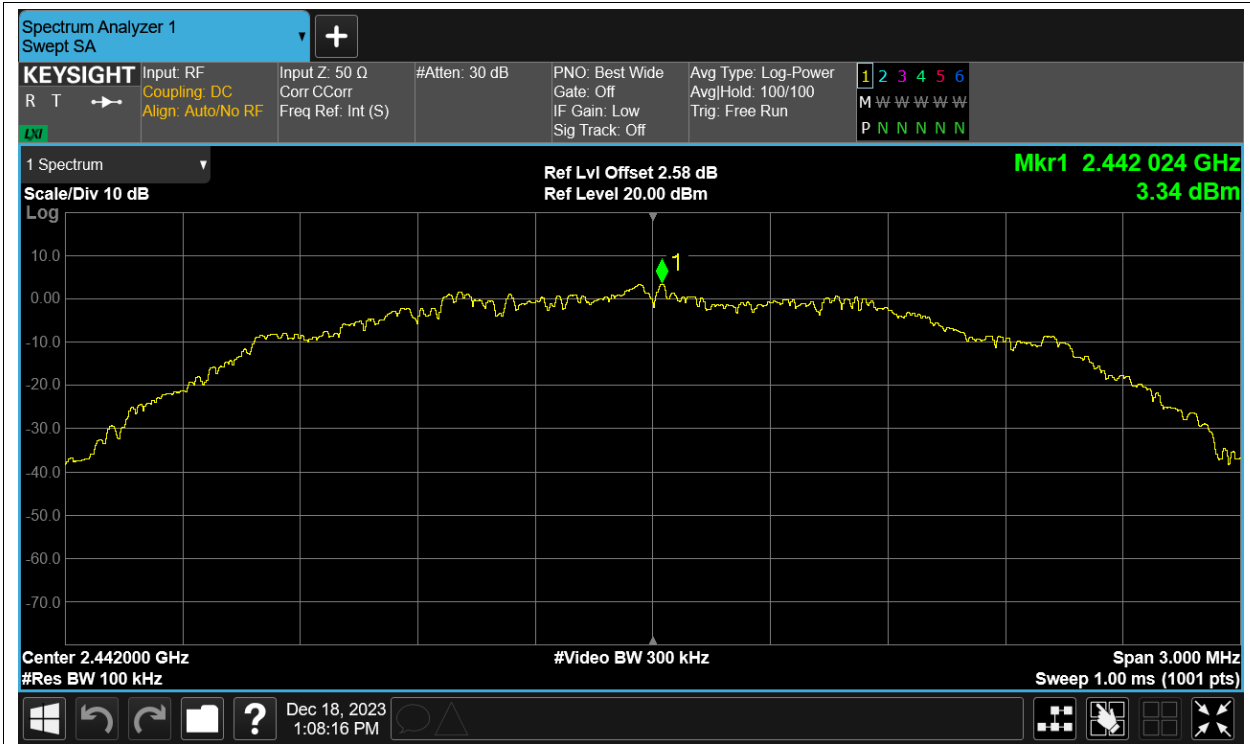 Spectrum Analyzer 1
Swept SA
+
KEYSIGHT
R T
LXI
Input: RF
Coupling: DC
Align: Auto/No RF
Input Z: 50 Ω
Corr CCorr
Freq Ref: Int (S)
#Atten: 30 dB
PNO: Best Wide
Gate: Off
IF Gain: Low
Sig Track: Off
Avg Type: Log-Power
Avg|Hold: 100/100
Trig: Free Run
1 2 3 4 5 6
M W W W W W
P N N N N N
1 Spectrum
Scale/Div 10 dB
Log
Ref Lvl Offset 2.58 dB
Ref Level 20.00 dBm
Mkr1 2.442 024 GHz
3.34 dBm
10.0
0.00
-10.0
-20.0
-30.0
-40.0
-50.0
-60.0
-70.0
1
Center 2.442000 GHz
#Res BW 100 kHz
#Video BW 300 kHz
Span 3.000 MHz
Sweep 1.00 ms (1001 pts)
?
Dec 18, 2023
1:08:16 PM